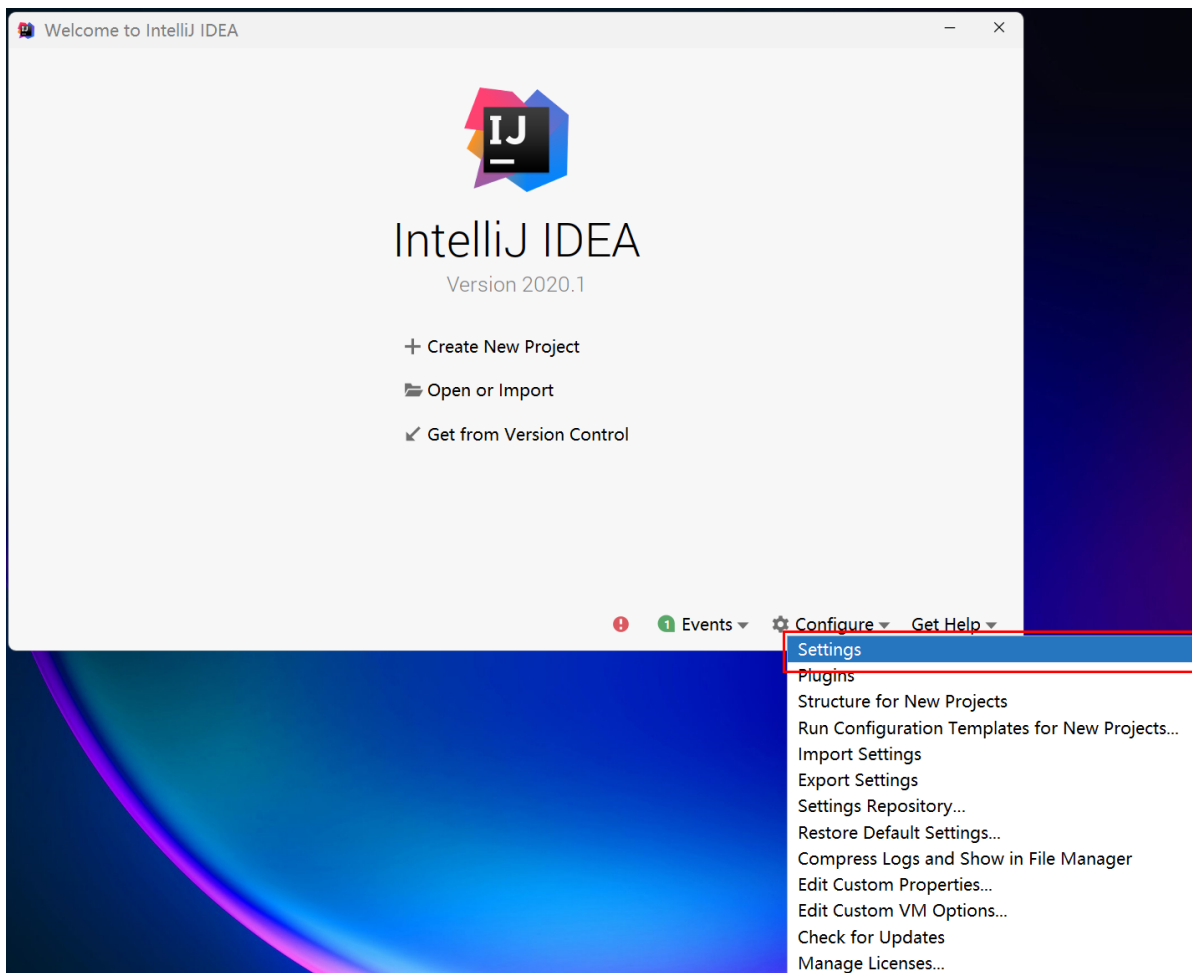 Welcome to IntelliJ IDEA
IJ
IntelliJ IDEA
Version 2020.1
Create New Project
Open or Import
Get from Version Control
1 Events Configure Get Help
Settings
Plugins
Structure for New Projects
Run Configuration Templates for New Projects...
Import Settings
Export Settings
Settings Repository...
Restore Default Settings...
Compress Logs and Show in File Manager
Edit Custom Properties...
Edit Custom VM Options...
Check for Updates
Manage Licenses...